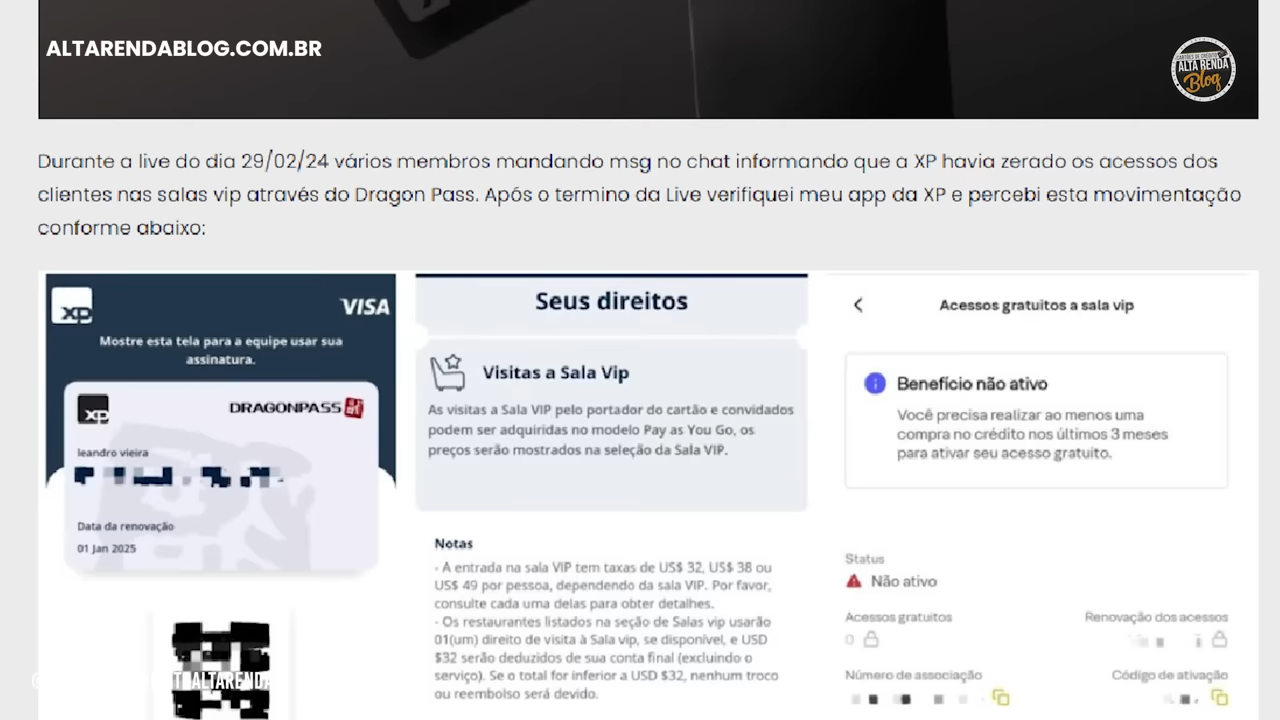 ALTARENDABLOG.COM.BR
CARTÕES DE CRÉDITO
ALTA RENDA
Blog
Durante a live do dia 29/02/24 vários membros mandando msg no chat informando que a XP havia zerado os acessos dos
clientes nas salas vip através do Dragon Pass. Após o termino da Live verifiquei meu app da XP e percebi esta movimentação
conforme abaixo:
xp
VISA
Mostre esta tela para a equipe usar sua
assinatura.
xp
DRAGONPASS
leandro vieira
Data da renovação
01 Jan 2025
Seus direitos
Visitas a Sala Vip
As visitas a Sala VIP pelo portador do cartão e convidados
podem ser adquiridas no modelo Pay as You Go, os
preços serão mostrados na seleção da Sala VIP.
Notas
- A entrada na sala VIP tem taxas de US$ 32, US$ 38 ou
US$ 49 por pessoa, dependendo da sala VIP. Por favor,
consulte cada uma delas para obter detalhes.
- Os restaurantes listados na seção de Salas vip usarão
01(um) direito de visita à Sala vip, se disponível, e USD
$32 serão deduzidos de sua conta final (excluindo o
serviço). Se o total for inferior a USD $32, nenhum troco
ou reembolso será devido.
Acessos gratuitos a sala vip
Benefício não ativo
Você precisa realizar ao menos uma
compra no crédito nos últimos 3 meses
para ativar seu acesso gratuito.
Status
Não ativo
Acessos gratuitos
Renovação dos acessos
0
Número de associação
Código de ativação